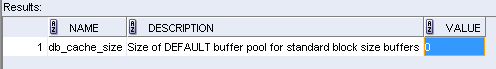 Results:
NAME DESCRIPTION VALUE
1 db_cache_size Size of DEFAULT buffer pool for standard block size buffers 0